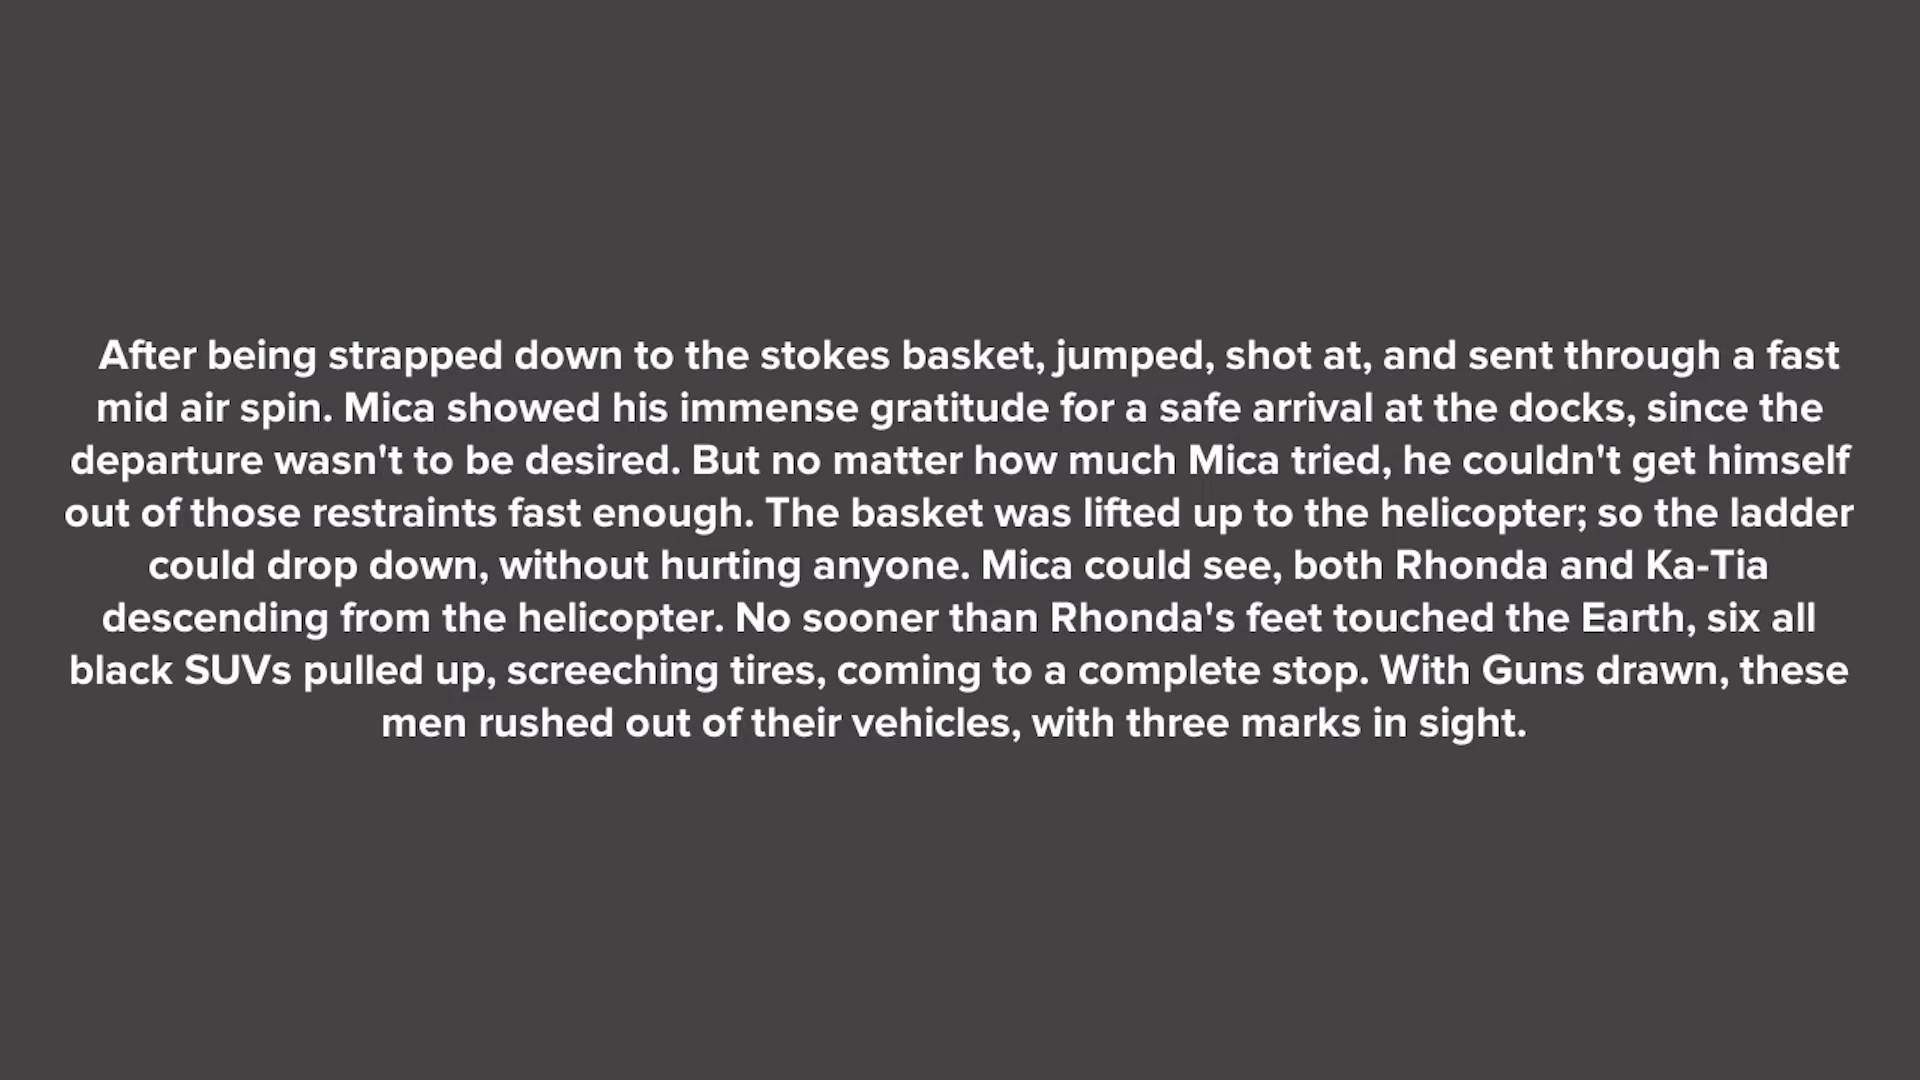 After being strapped down to the stokes basket, jumped, shot at, and sent through a fast
mid air spin. Mica showed his immense gratitude for a safe arrival at the docks, since the
departure wasn't to be desired. But no matter how much Mica tried, he couldn't get himself
out of those restraints fast enough. The basket was lifted up to the helicopter; so the ladder
could drop down, without hurting anyone. Mica could see, both Rhonda and Ka-Tia
descending from the helicopter. No sooner than Rhonda's feet touched the Earth, six all
black SUVs pulled up, screeching tires, coming to a complete stop. With Guns drawn, these
men rushed out of their vehicles, with three marks in sight.